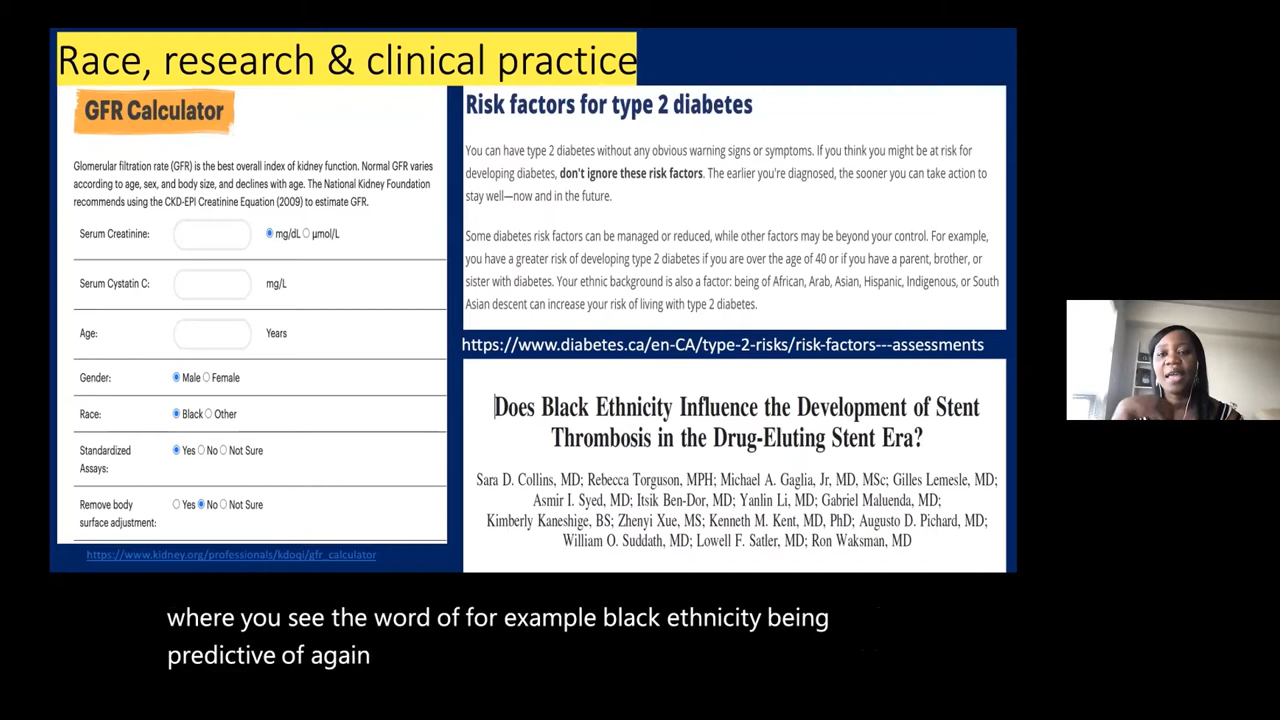 Race, research & clinical practice
GFR Calculator
Glomerular filtration rate (GFR) is the best overall index of kidney function. Normal GFR varies
according to age, sex, and body size, and declines with age. The National Kidney Foundation
recommends using the CKD-EPI Creatinine Equation (2009) to estimate GFR.
Serum Creatinine: mg/dL μmol/L
Serum Cystatin C: mg/L
Age: Years
Gender: Male Female
Race: Black Other
Standardized
Assays: Yes No Not Sure
Remove body
surface adjustment: Yes No Not Sure
https://www.kidney.org/professionals/kdoqi/gfr_calculator
Risk factors for type 2 diabetes
You can have type 2 diabetes without any obvious warning signs or symptoms. If you think you might be at risk for
developing diabetes, don't ignore these risk factors. The earlier you're diagnosed, the sooner you can take action to
stay well—now and in the future.
Some diabetes risk factors can be managed or reduced, while other factors may be beyond your control. For example,
you have a greater risk of developing type 2 diabetes if you are over the age of 40 or if you have a parent, brother, or
sister with diabetes. Your ethnic background is also a factor: being of African, Arab, Asian, Hispanic, Indigenous, or South
Asian descent can increase your risk of living with type 2 diabetes.
https://www.diabetes.ca/en-CA/type-2-risks/risk-factors---assessments
Does Black Ethnicity Influence the Development of Stent
Thrombosis in the Drug-Eluting Stent Era?
Sara D. Collins, MD; Rebecca Torguson, MPH; Michael A. Gaglia, Jr, MD, MSc; Gilles Lemesle, MD;
Asmir I. Syed, MD; Itsik Ben-Dor, MD; Yanlin Li, MD; Gabriel Maluenda, MD;
Kimberly Kaneshige, BS; Zhenyi Xue, MS; Kenneth M. Kent, MD, PhD; Augusto D. Pichard, MD;
William O. Suddath, MD; Lowell F. Satler, MD; Ron Waksman, MD
where you see the word of for example black ethnicity being
predictive of again